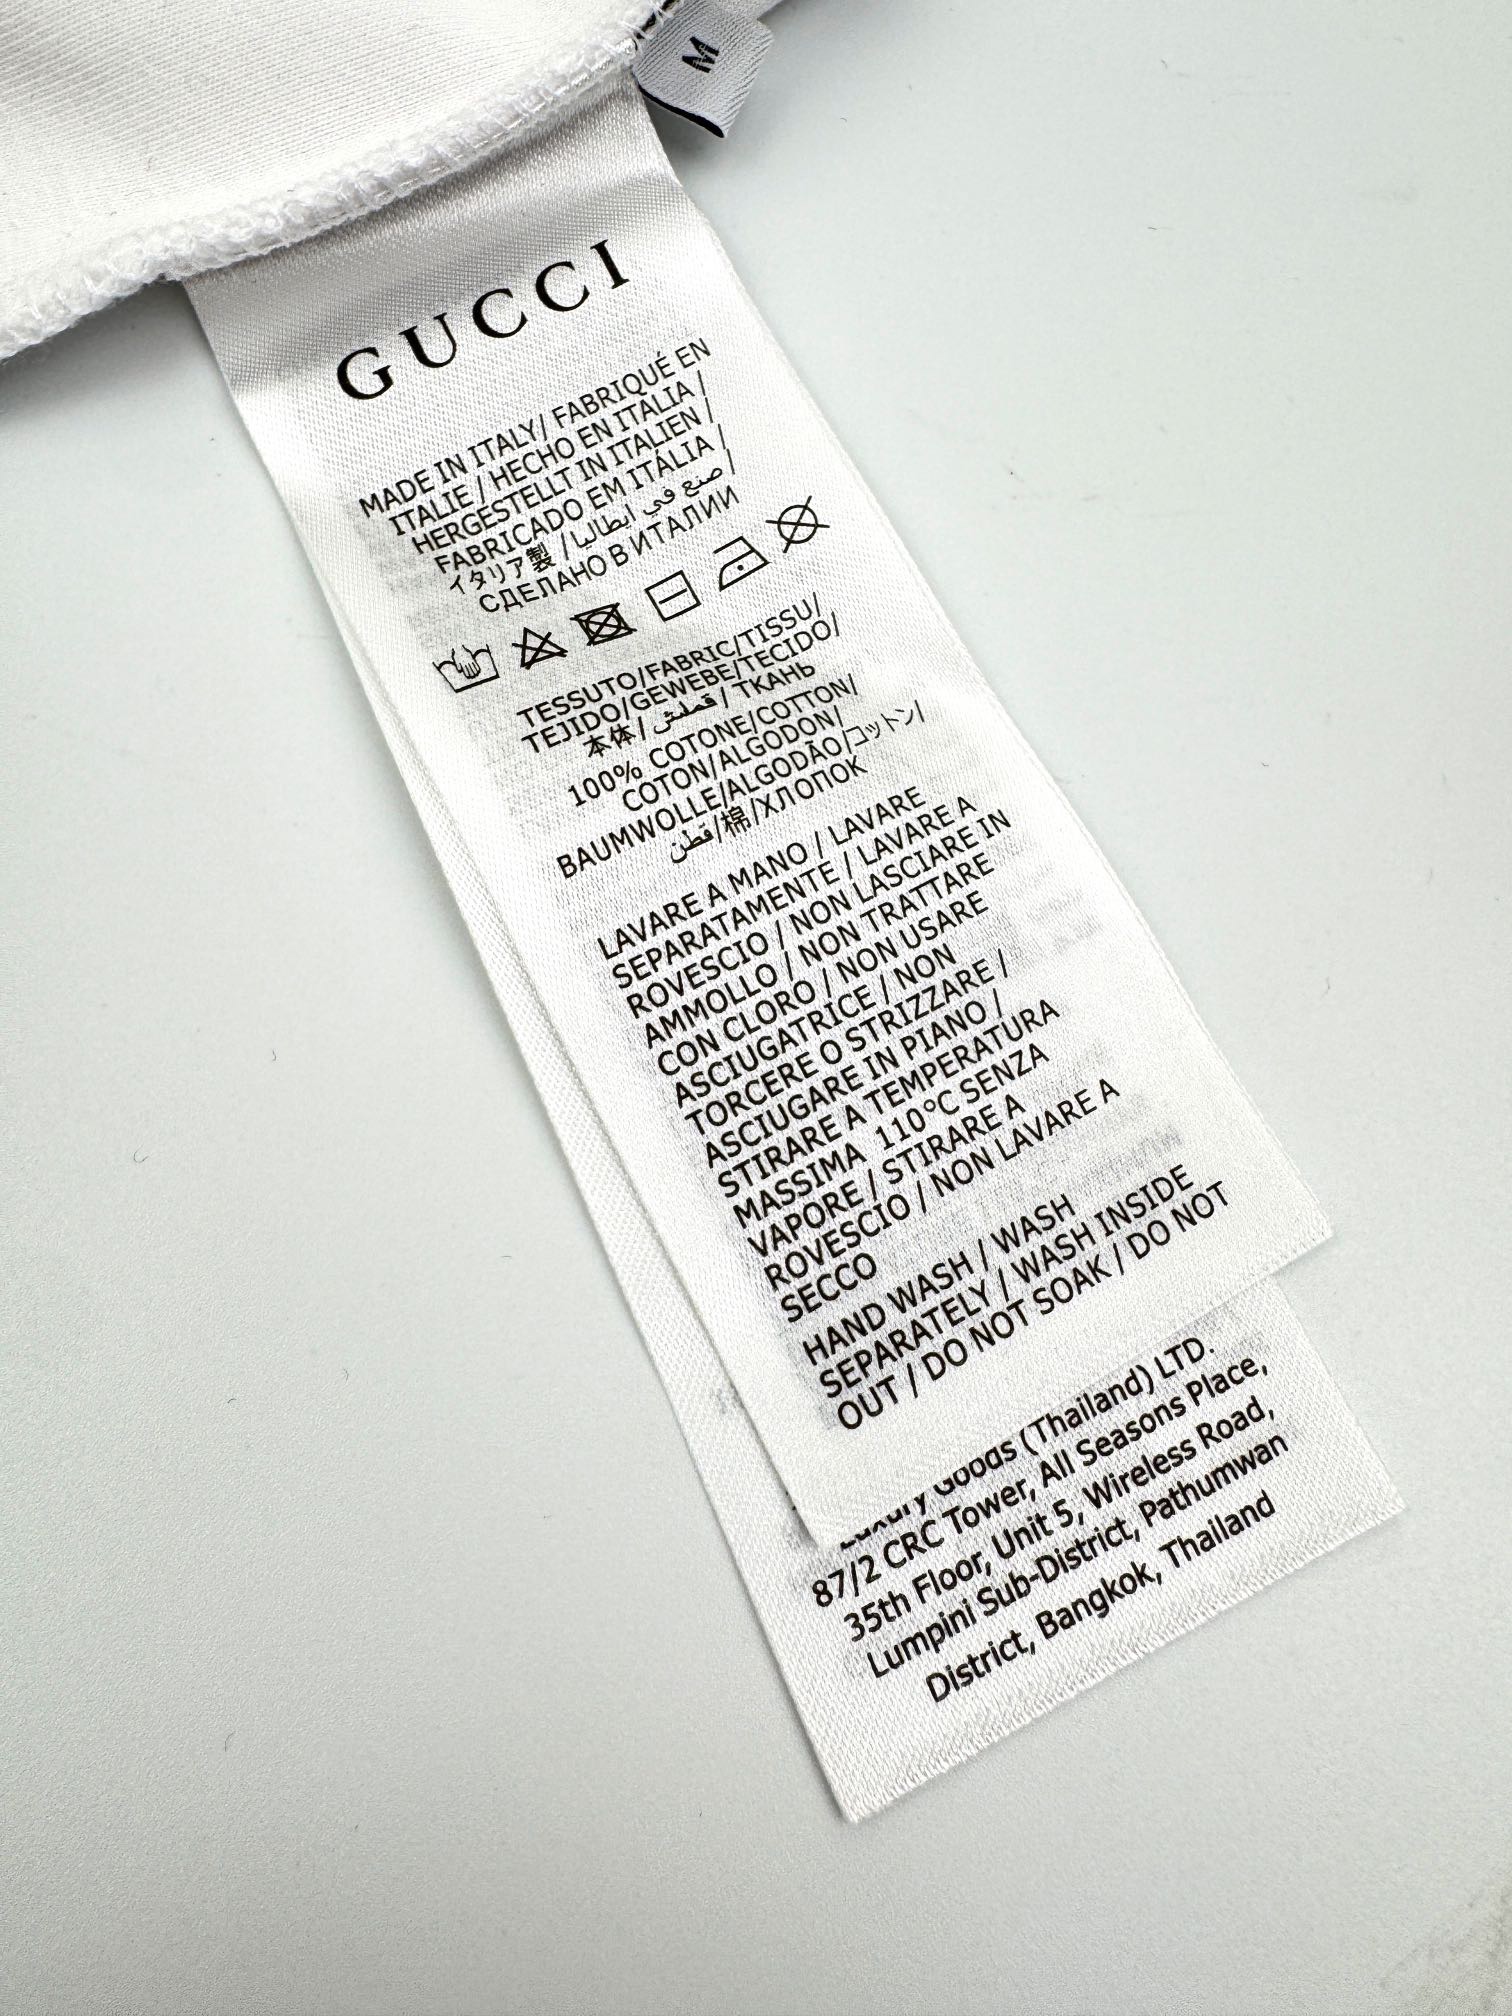 M
GUCCI
MADE IN ITALY/ FABRIQUÉ EN
ITALIE / HECHO EN ITALIA /
HERGESTELLT IN ITALIEN /
FABRICADO EM ITÁLIA /
イタリア製 /صنع في ايطاليا /
СДЕЛАНО В ИТАЛИИ
TESSUTO/FABRIC/TISSU/
TEJIDO/GEWEBE/TECIDO/
本体/قملش/ ТКАНЬ
100% COTONE/COTTON/
COTON/ALGODON/
BAUMWOLLE/ALGODÃO/コットン/
قطن/棉/ХЛОПОК
LAVARE A MANO / LAVARE
SEPARATAMENTE / LAVARE A
ROVESCIO / NON LASCIARE IN
AMMOLLO / NON TRATTARE
CON CLORO / NON USARE
ASCIUGATRICE / NON
TORCERE O STRIZZARE /
ASCIUGARE IN PIANO /
STIRARE A TEMPERATURA
MASSIMA 110°C SENZA
VAPORE / STIRARE A
ROVESCIO / NON LAVARE A
SECCO
HAND WASH / WASH
SEPARATELY / WASH INSIDE
OUT / DO NOT SOAK / DO NOT
Luxury Goods (Thailand) LTD.
87/2 CRC Tower, All Seasons Place,
35th Floor, Unit 5, Wireless Road,
Lumpini Sub-District, Pathumwan
District, Bangkok, Thailand